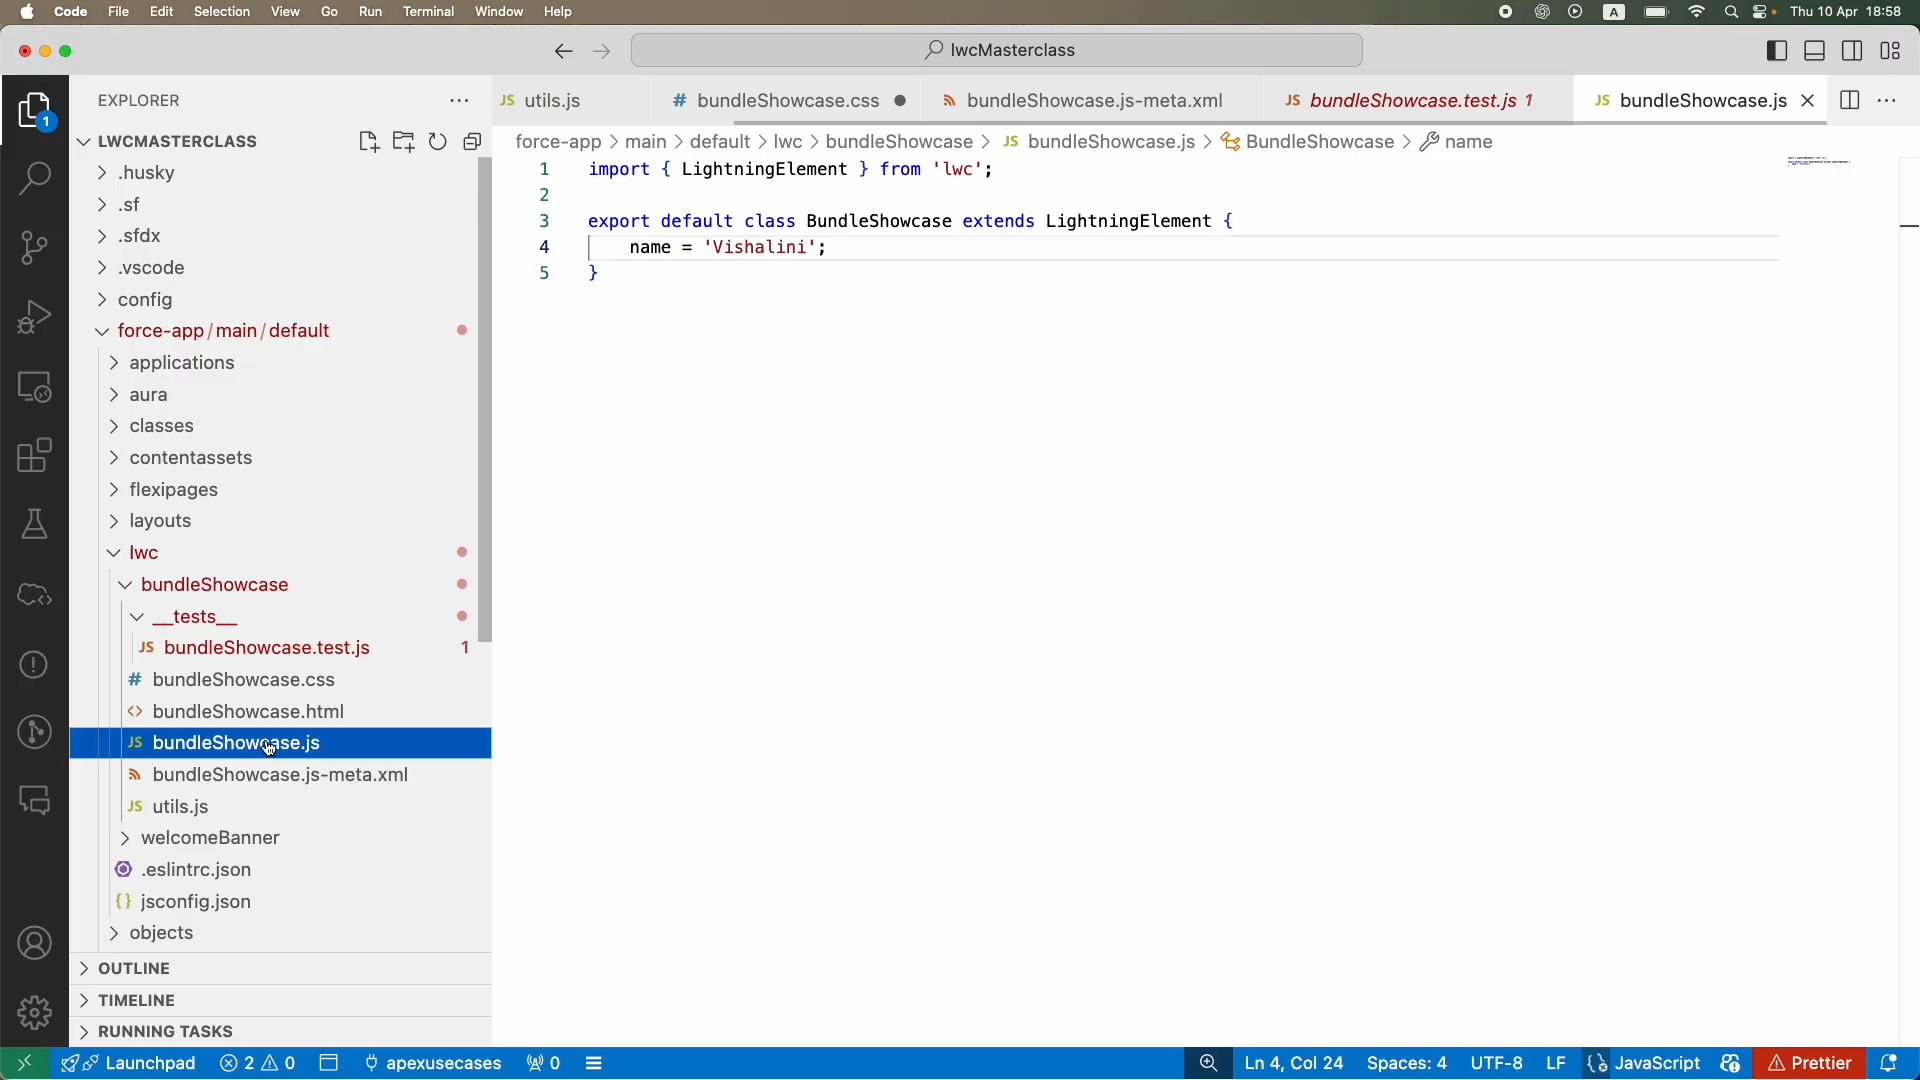 Code File Edit Selection View Go Run Terminal Window Help A Thu 10 Apr 18:58
lwcMasterclass
EXPLORER
JS utils.js # bundleShowcase.css bundleShowcase.js-meta.xml JS bundleShowcase.test.js 1 JS bundleShowcase.js
1
LWCMASTERCLASS
force-app > main > default > lwc > bundleShowcase > JS bundleShowcase.js > BundleShowcase > name
1 import { LightningElement } from 'lwc';
2
3 export default class BundleShowcase extends LightningElement {
4 name = 'Vishalini';
5 }
.husky
.sf
.sfdx
.vscode
config
force-app/main/default
applications
aura
classes
contentassets
flexipages
layouts
lwc
bundleShowcase
__tests__
JS bundleShowcase.test.js 1
# bundleShowcase.css
<> bundleShowcase.html
JS bundleShowcase.js
bundleShowcase.js-meta.xml
JS utils.js
welcomeBanner
.eslintrc.json
{} jsconfig.json
objects
OUTLINE
TIMELINE
RUNNING TASKS
Launchpad 2 0 apexusecases 0 Ln 4, Col 24 Spaces: 4 UTF-8 LF JavaScript Prettier